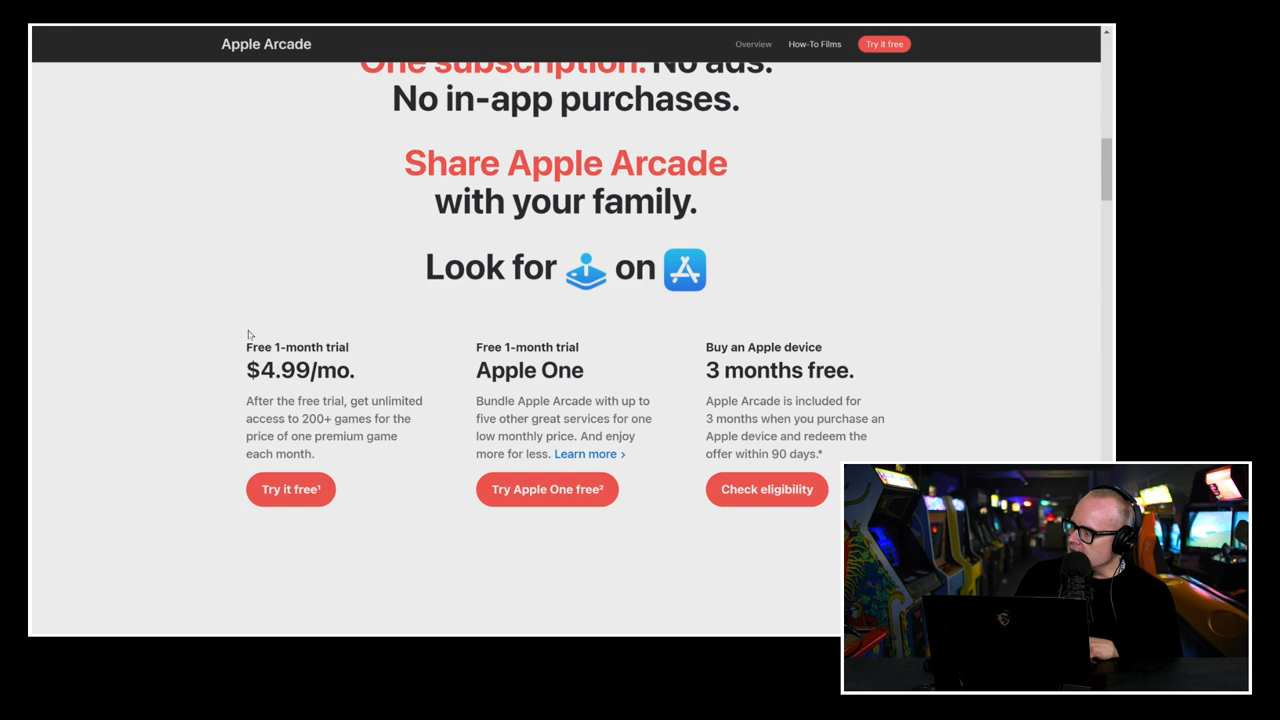 Apple Arcade
Overview
How-To Films
Try it free
One subscription. No ads.
No in-app purchases.
Share Apple Arcade
with your family.
Look for on
Free 1-month trial
$4.99/mo.
After the free trial, get unlimited
access to 200+ games for the
price of one premium game
each month.
Try it free¹
Free 1-month trial
Apple One
Bundle Apple Arcade with up to
five other great services for one
low monthly price. And enjoy
more for less. Learn more >
Try Apple One free²
Buy an Apple device
3 months free.
Apple Arcade is included for
3 months when you purchase an
Apple device and redeem the
offer within 90 days.*
Check eligibility